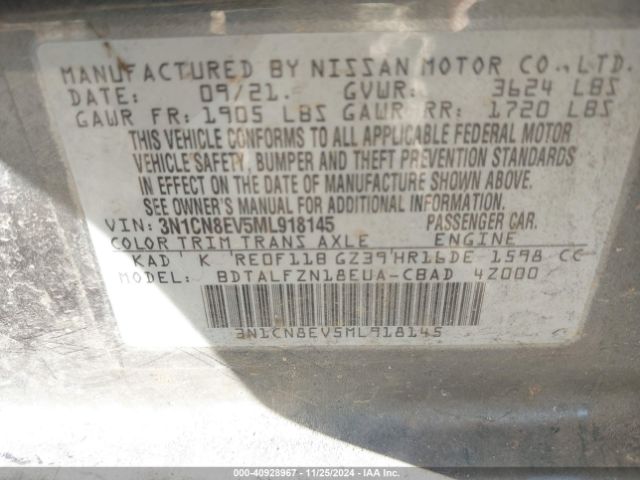 MANUFACTURED BY NISSAN MOTOR CO., LTD.
DATE: 09/21. GVWR: 3624 LBS
GAWR FR: 1905 LBS GAWR RR: 1720 LBS
THIS VEHICLE CONFORMS TO ALL APPLICABLE FEDERAL MOTOR
VEHICLE SAFETY, BUMPER AND THEFT PREVENTION STANDARDS
IN EFFECT ON THE DATE OF MANUFACTURE SHOWN ABOVE.
SEE OWNER'S MANUAL FOR ADDITIONAL INFORMATION
VIN: 3N1CN8EV5ML918145 PASSENGER CAR.
COLOR TRIM TRANS AXLE ENGINE
KAD K RE0F11B GZ39 HR16DE 1598 CC
MODEL: BDTALFZN18EUA-CBAD 4Z000
3N1CN8EV5ML918145
000-40928967 - 11/25/2024 - IAA Inc.